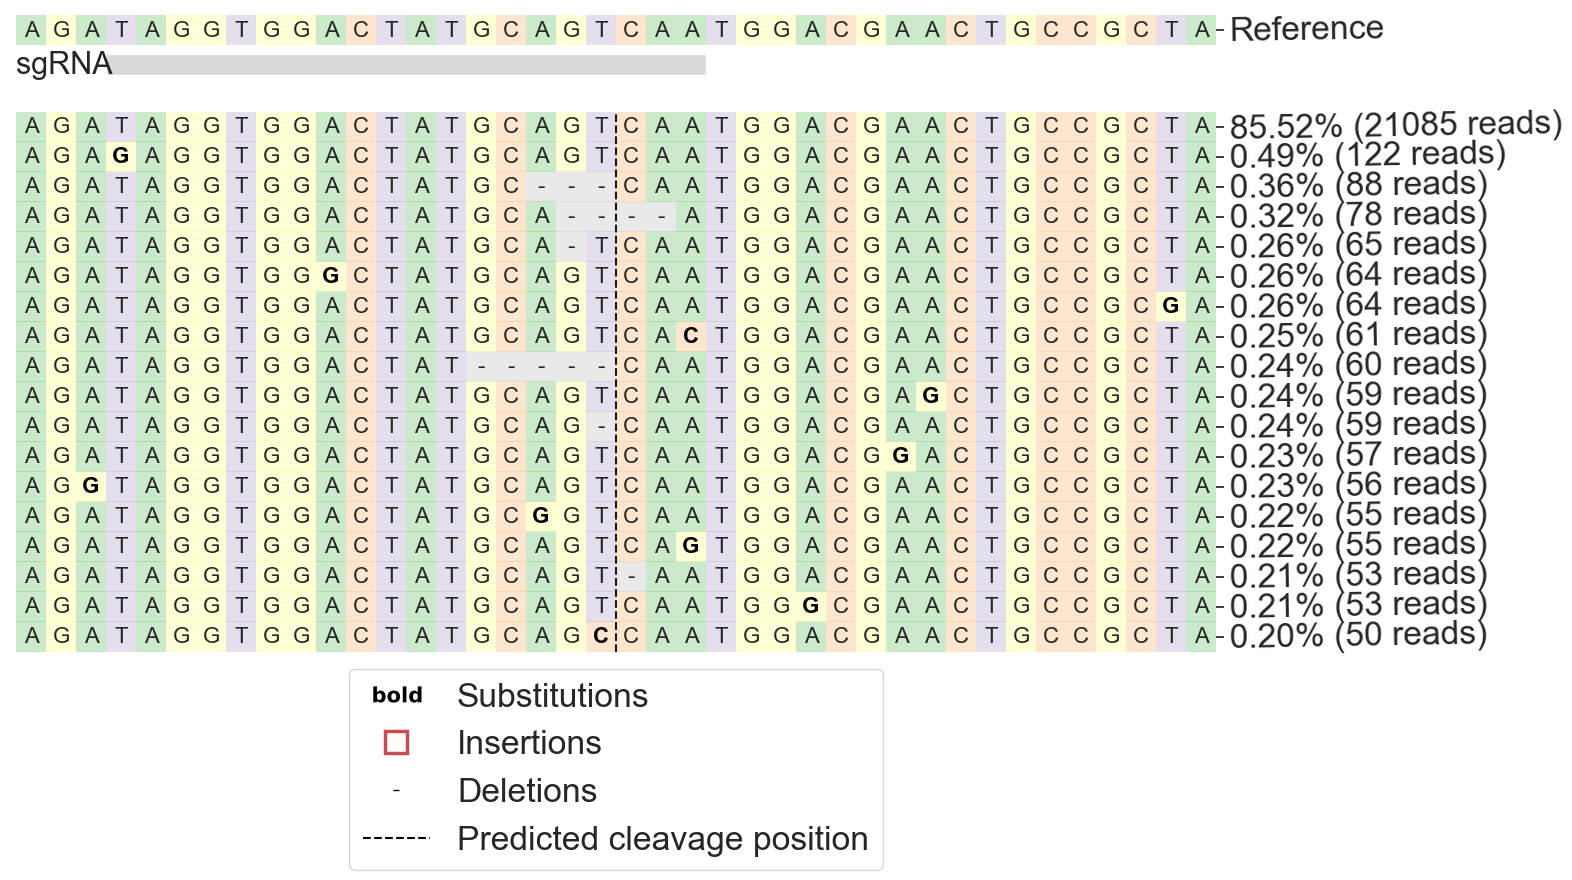 A G A T A G G T G G A C T A T G C A G T C A A T G G A C G A A C T G C C G C T A Reference
sgRNA
A G A T A G G T G G A C T A T G C A G T C A A T G G A C G A A C T G C C G C T A 85.52% (21085 reads)
A G A G A G G T G G A C T A T G C A G T C A A T G G A C G A A C T G C C G C T A 0.49% (122 reads)
A G A T A G G T G G A C T A T G C - - - C A A T G G A C G A A C T G C C G C T A 0.36% (88 reads)
A G A T A G G T G G A C T A T G C A - - - - A T G G A C G A A C T G C C G C T A 0.32% (78 reads)
A G A T A G G T G G A C T A T G C A - T C A A T G G A C G A A C T G C C G C T A 0.26% (65 reads)
A G A T A G G T G G G C T A T G C A G T C A A T G G A C G A A C T G C C G C T A 0.26% (64 reads)
A G A T A G G T G G A C T A T G C A G T C A A T G G A C G A A C T G C C G C G A 0.26% (64 reads)
A G A T A G G T G G A C T A T G C A G T C A C T G G A C G A A C T G C C G C T A 0.25% (61 reads)
A G A T A G G T G G A C T A T - - - - - C A A T G G A C G A A C T G C C G C T A 0.24% (60 reads)
A G A T A G G T G G A C T A T G C A G T C A A T G G A C G A G C T G C C G C T A 0.24% (59 reads)
A G A T A G G T G G A C T A T G C A G - C A A T G G A C G A A C T G C C G C T A 0.24% (59 reads)
A G A T A G G T G G A C T A T G C A G T C A A T G G A C G G A C T G C C G C T A 0.23% (57 reads)
A G G T A G G T G G A C T A T G C A G T C A A T G G A C G A A C T G C C G C T A 0.23% (56 reads)
A G A T A G G T G G A C T A T G C G G T C A A T G G A C G A A C T G C C G C T A 0.22% (55 reads)
A G A T A G G T G G A C T A T G C A G T C A G T G G A C G A A C T G C C G C T A 0.22% (55 reads)
A G A T A G G T G G A C T A T G C A G T - A A T G G A C G A A C T G C C G C T A 0.21% (53 reads)
A G A T A G G T G G A C T A T G C A G T C A A T G G G C G A A C T G C C G C T A 0.21% (53 reads)
A G A T A G G T G G A C T A T G C A G C C A A T G G A C G A A C T G C C G C T A 0.20% (50 reads)
bold Substitutions
Insertions
- Deletions
Predicted cleavage position